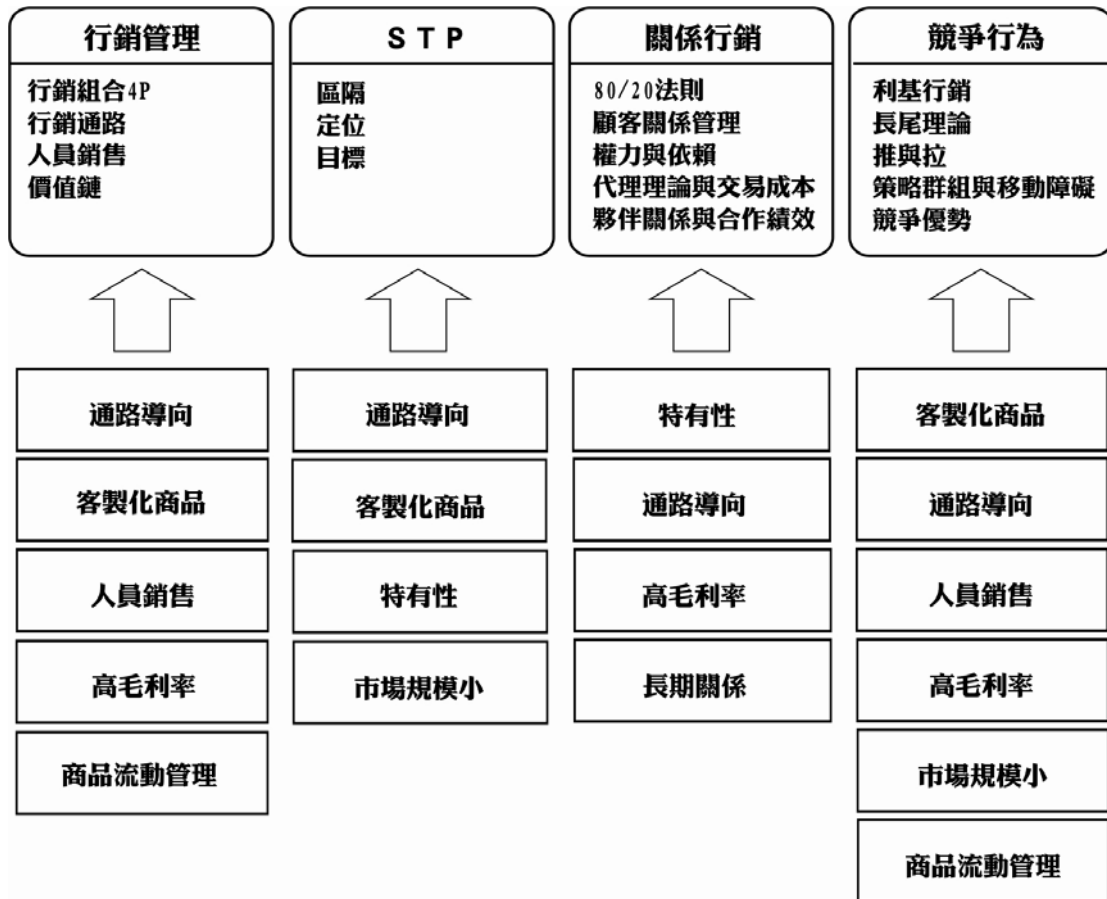 行銷管理
行銷組合4P
行銷通路
人員銷售
價值鏈
通路導向
客製化商品
人員銷售
高毛利率
商品流動管理
STP
區隔
定位
目標
通路導向
客製化商品
特有性
市場規模小
關係行銷
80/20法則
顧客關係管理
權力與依賴
代理理論與交易成本
夥伴關係與合作績效
特有性
通路導向
高毛利率
長期關係
競爭行為
利基行銷
長尾理論
推與拉
策略群組與移動障礙
競爭優勢
客製化商品
通路導向
人員銷售
高毛利率
市場規模小
商品流動管理